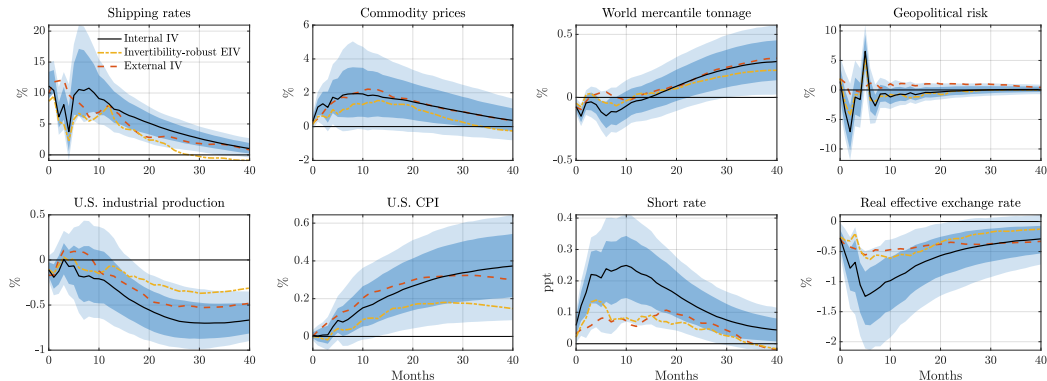 Shipping rates
Commodity prices
World mercantile tonnage
Geopolitical risk
%
20
15
10
5
0
Internal IV
Invertibility-robust EIV
External IV
0 10 20 30 40
%
6
4
2
0
-2
0 10 20 30 40
%
0.5
0
-0.5
0 10 20 30 40
%
10
5
0
-5
-10
0 10 20 30 40
U.S. industrial production
U.S. CPI
Short rate
Real effective exchange rate
%
0.5
0
-0.5
-1
0 10 20 30 40
%
0.6
0.4
0.2
0
0 10 20 30 40
Months
ppt
0.4
0.3
0.2
0.1
0
0 10 20 30 40
Months
%
0
-0.5
-1
-1.5
-2
0 10 20 30 40